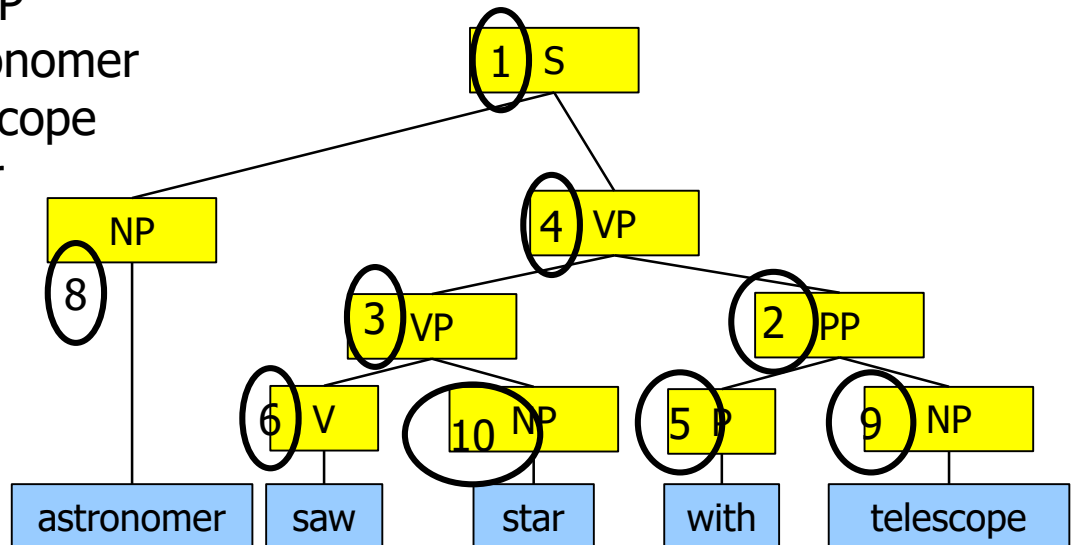 P
onomer
scope
1 S
NP
4 VP
8
3 VP
2 PP
6 V
10 NP
5 P
9 NP
astronomer saw star with telescope